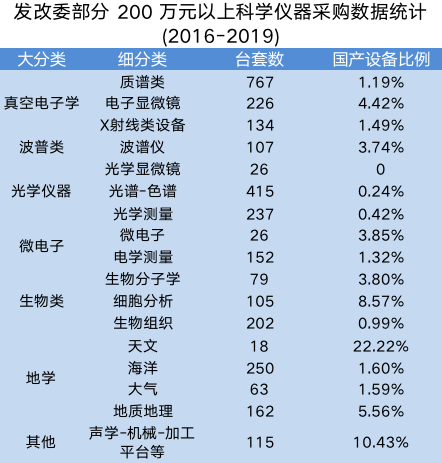 发改委部分 200 万元以上科学仪器采购数据统计
(2016-2019)
大分类 细分类 台套数 国产设备比例
质谱类 767 1.19%
真空电子学 电子显微镜 226 4.42%
X射线类设备 134 1.49%
波普类 波谱仪 107 3.74%
光学显微镜 26 0
光学仪器 光谱-色谱 415 0.24%
光学测量 237 0.42%
微电子 微电子 26 3.85%
电学测量 152 1.32%
生物分子学 79 3.80%
生物类 细胞分析 105 8.57%
生物组织 202 0.99%
天文 18 22.22%
地学 海洋 250 1.60%
大气 63 1.59%
地质地理 162 5.56%
其他 声学-机械-加工 115 10.43%
平台等